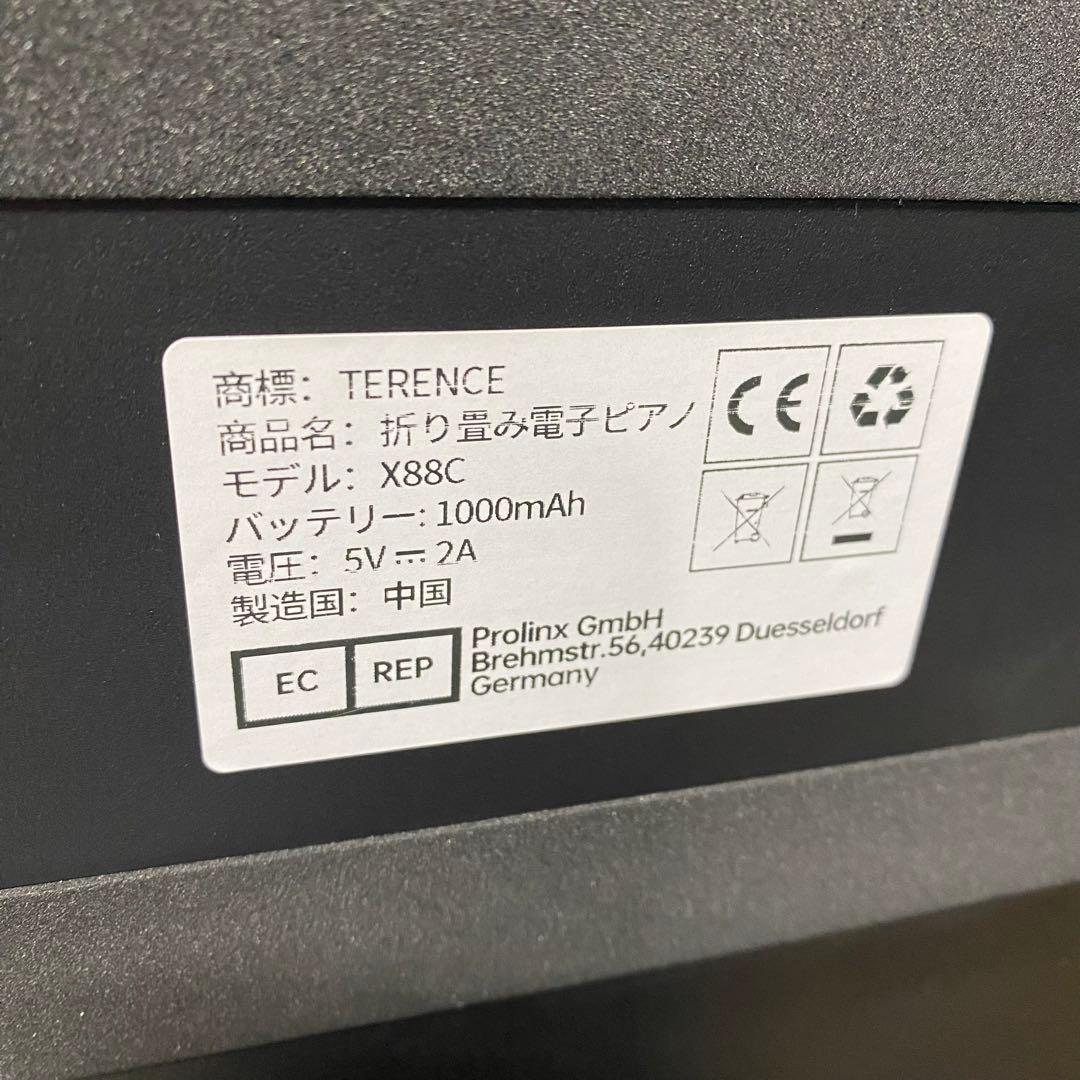 商標： TERENCE
商品名：折り畳み電子ピアノ
モデル： X88C
バッテリー: 1000mAh
電圧： 5V⎓2A
製造国： 中国
CE
EC REP
Prolinx GmbH
Brehmstr.56,40239 Duesseldorf
Germany